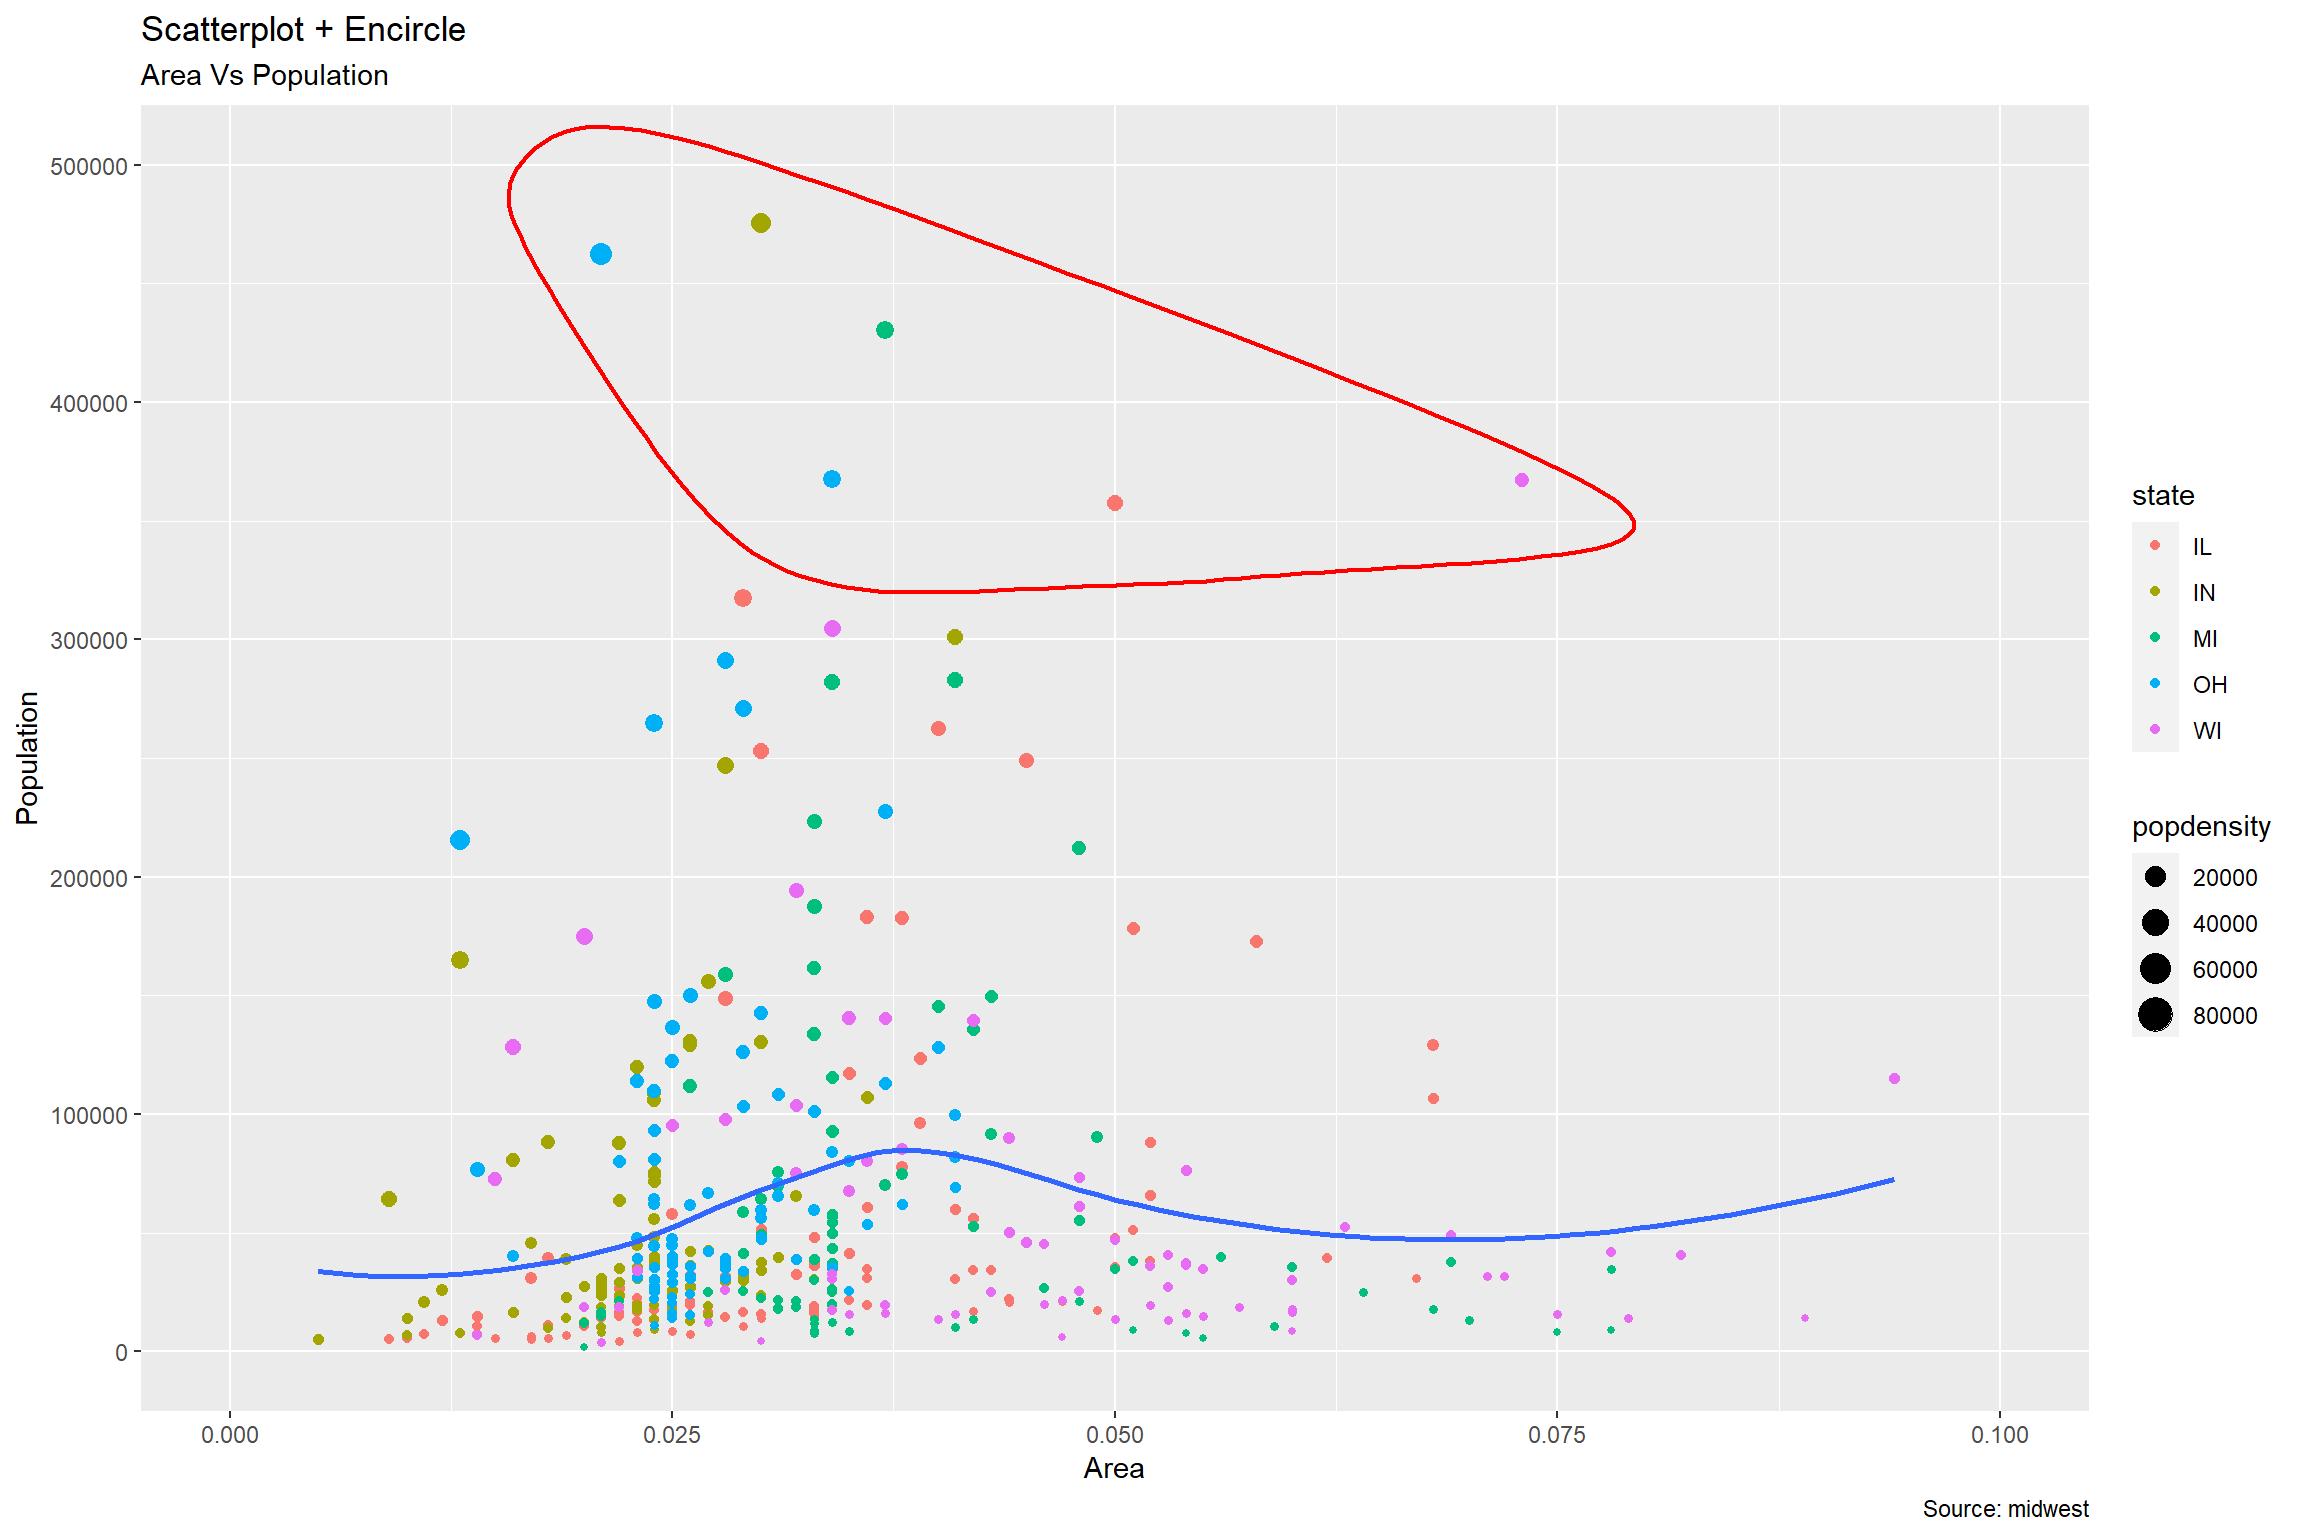 Scatterplot + Encircle
Area Vs Population
500000
400000
300000
200000
100000
0
Population
0.000
0.025
0.050
0.075
0.100
Area
state
IL
IN
MI
OH
WI
popdensity
20000
40000
60000
80000
Source: midwest